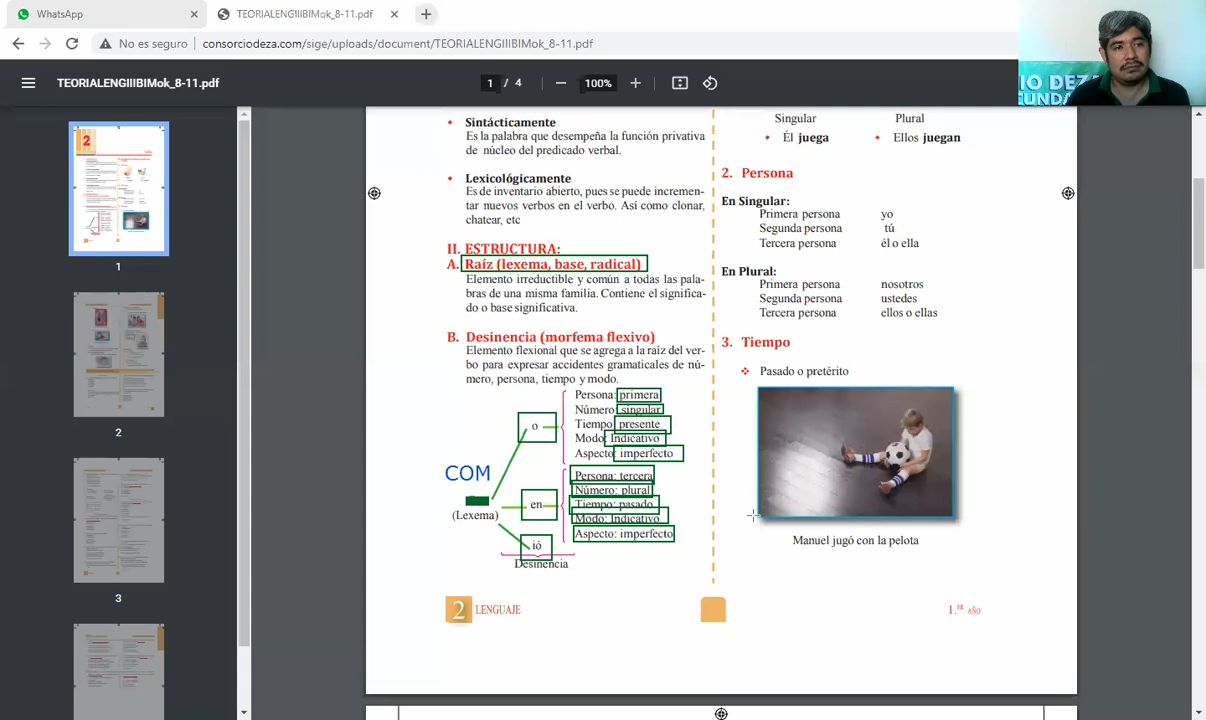 WhatsApp
TEORIALENGIIIBIMok_8-11.pdf
No es seguro
consorciodeza.com/sige/uploads/document/TEORIALENGIIIBIMok_8-11.pdf
TEORIALENGIIIBIMok_8-11.pdf
1 / 4
100%
IO DEZA
FUNDA
2
1
2
3
• Sintácticamente
Es la palabra que desempeña la función privativa
de núcleo del predicado verbal.
• Lexicológicamente
Es de inventario abierto, pues se puede incremen-
tar nuevos verbos en el verbo. Así como clonar,
chatear, etc
II. ESTRUCTURA:
A. Raíz (lexema, base, radical)
Elemento irreductible y común a todas las pala-
bras de una misma familia. Contiene el significa-
do o base significativa.
B. Desinencia (morfema flexivo)
Elemento flexional que se agrega a la raíz del ver-
bo para expresar accidentes gramaticales de nú-
mero, persona, tiempo y modo.
Persona: primera
Número: singular
Tiempo: presente
Modo: Indicativo
Aspecto: imperfecto
o
COM
(Lexema)
Persona: tercera
Número: plural
Tiempo: pasado
Modo: Indicativo
Aspecto: imperfecto
en
ió
Desinencia
Singular Plural
• Él juega • Ellos juegan
2. Persona
En Singular:
Primera persona yo
Segunda persona tú
Tercera persona él o ella
En Plural:
Primera persona nosotros
Segunda persona ustedes
Tercera persona ellos o ellas
3. Tiempo
❖ Pasado o pretérito
Manuel jugó con la pelota
2 LENGUAJE
1.ER AÑO